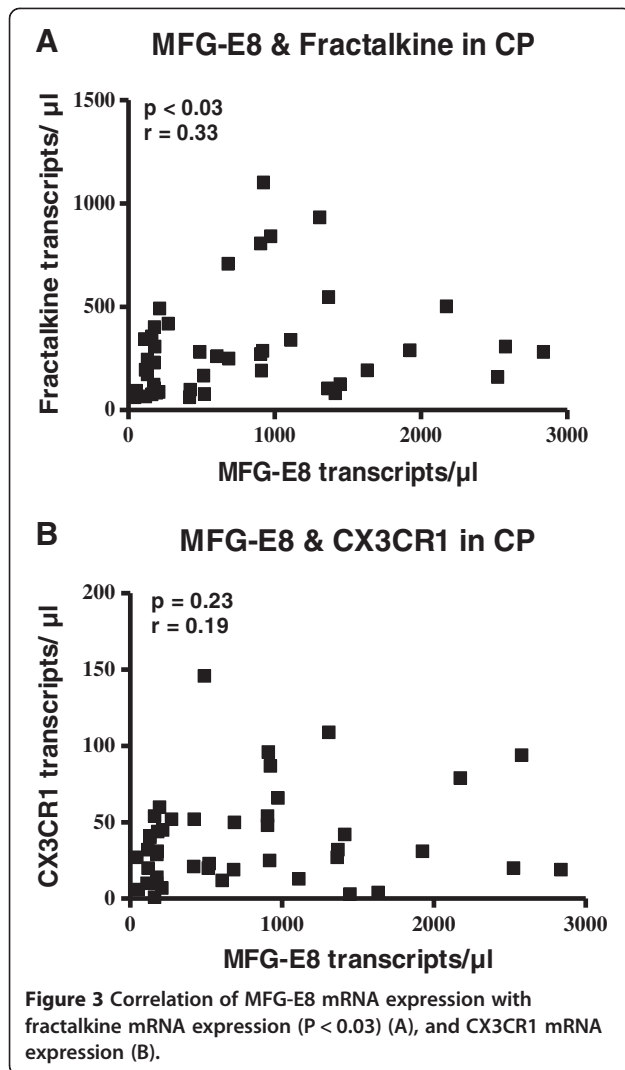 A MFG-E8 & Fractalkine in CP
1500
p < 0.03
r = 0.33
1000
500
0
Fractalkine transcripts/ µl
0 1000 2000 3000
MFG-E8 transcripts/µl
B MFG-E8 & CX3CR1 in CP
200
p = 0.23
r = 0.19
150
100
50
0
CX3CR1 transcripts/ µl
0 1000 2000 3000
MFG-E8 transcripts/µl
Figure 3 Correlation of MFG-E8 mRNA expression with
fractalkine mRNA expression (P < 0.03) (A), and CX3CR1 mRNA
expression (B).